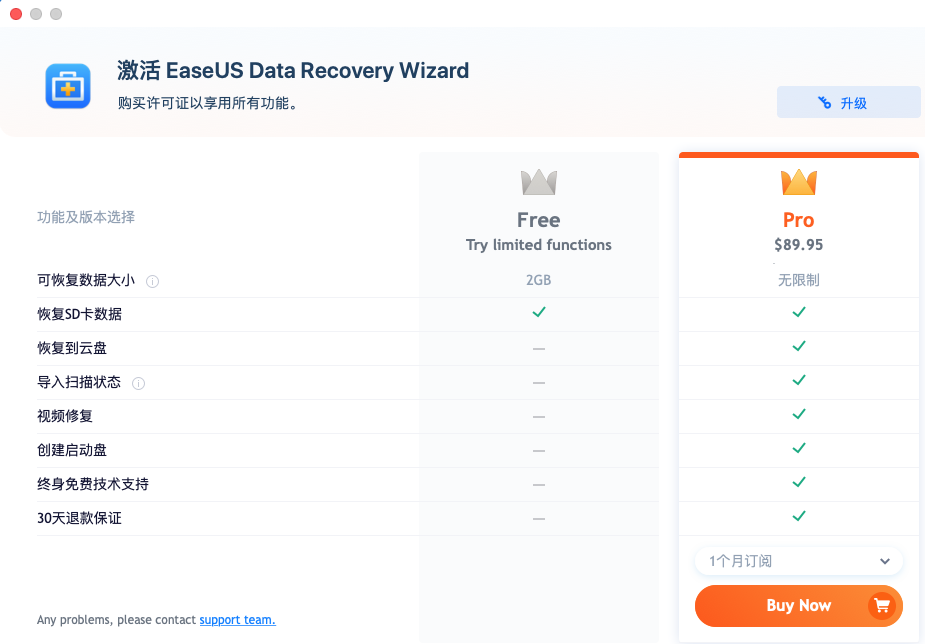 激活 EaseUS Data Recovery Wizard
购买许可证以享用所有功能。
升级
功能及版本选择
Free
Try limited functions
Pro
$89.95
可恢复数据大小 2GB 无限制
恢复SD卡数据
恢复到云盘 —
导入扫描状态 —
视频修复 —
创建启动盘 —
终身免费技术支持 —
30天退款保证 —
1个月订阅
Buy Now
Any problems, please contact support team.